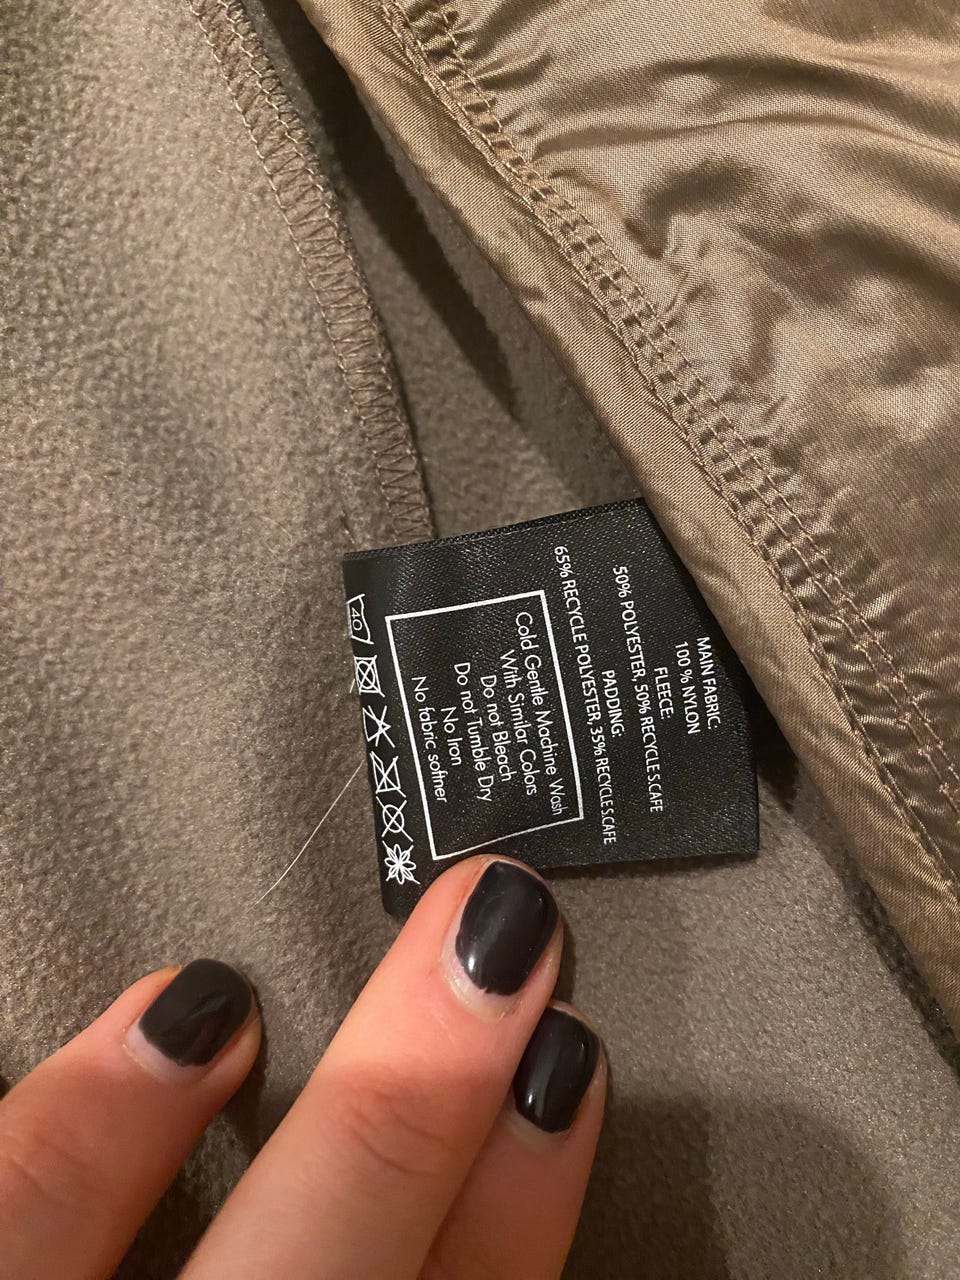 MAIN FABRIC:
100 % NYLON
FLEECE:
50% POLYESTER, 50% RECYCLE S.CAFE
PADDING:
65% RECYCLE POLYESTER, 35% RECYCLE S.CAFE
Cold Gentle Machine Wash
With Similar Colors
Do not Bleach
Do not Tumble Dry
No Iron
No fabric softner
40